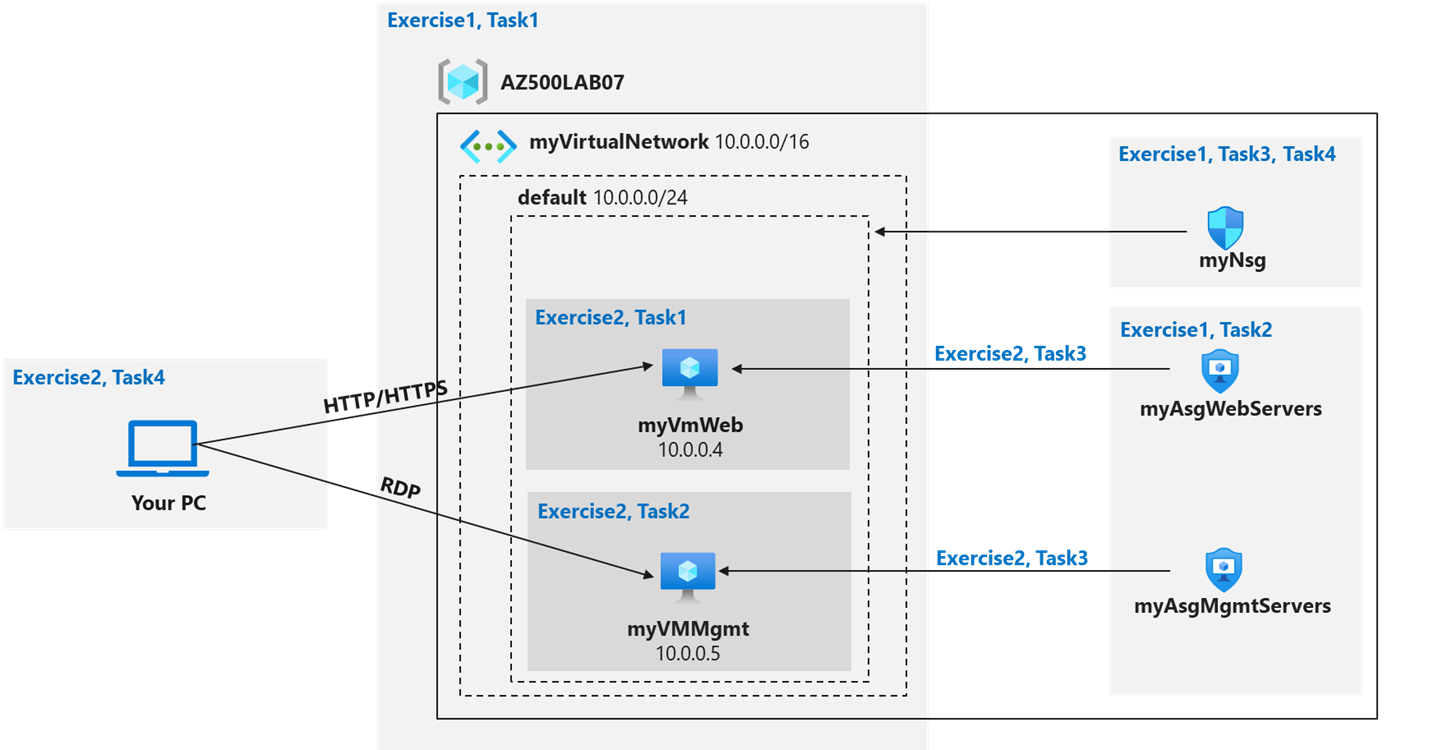 Exercise1, Task1
AZ500LAB07
myVirtualNetwork 10.0.0.0/16
default 10.0.0.0/24
Exercise1, Task3, Task4
myNsg
Exercise2, Task1
myVmWeb
10.0.0.4
Exercise2, Task3
Exercise1, Task2
myAsgWebServers
Exercise2, Task4
Your PC
HTTP/HTTPS
RDP
Exercise2, Task2
myVMMgmt
10.0.0.5
Exercise2, Task3
myAsgMgmtServers